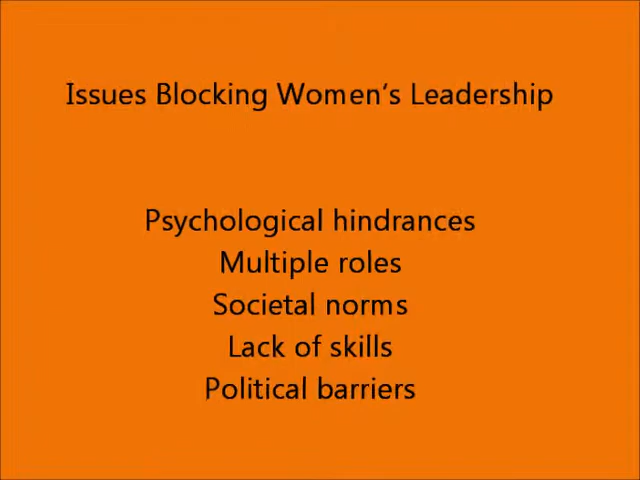 Issues Blocking Women‘s Leadership
Psychological hindrances
Multiple roles
Societal norms
Lack of skills
Political barriers